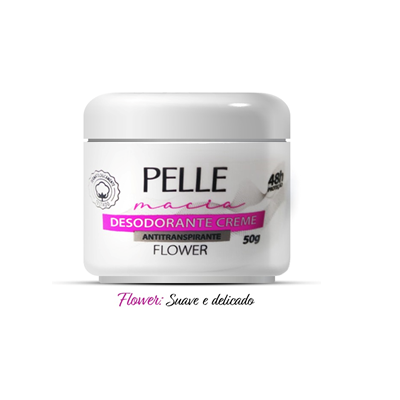 PELLE
macia
48h
DESODORANTE CREME
ANTITRANSPIRANTE
50g
FLOWER
Flower: Suave e delicado